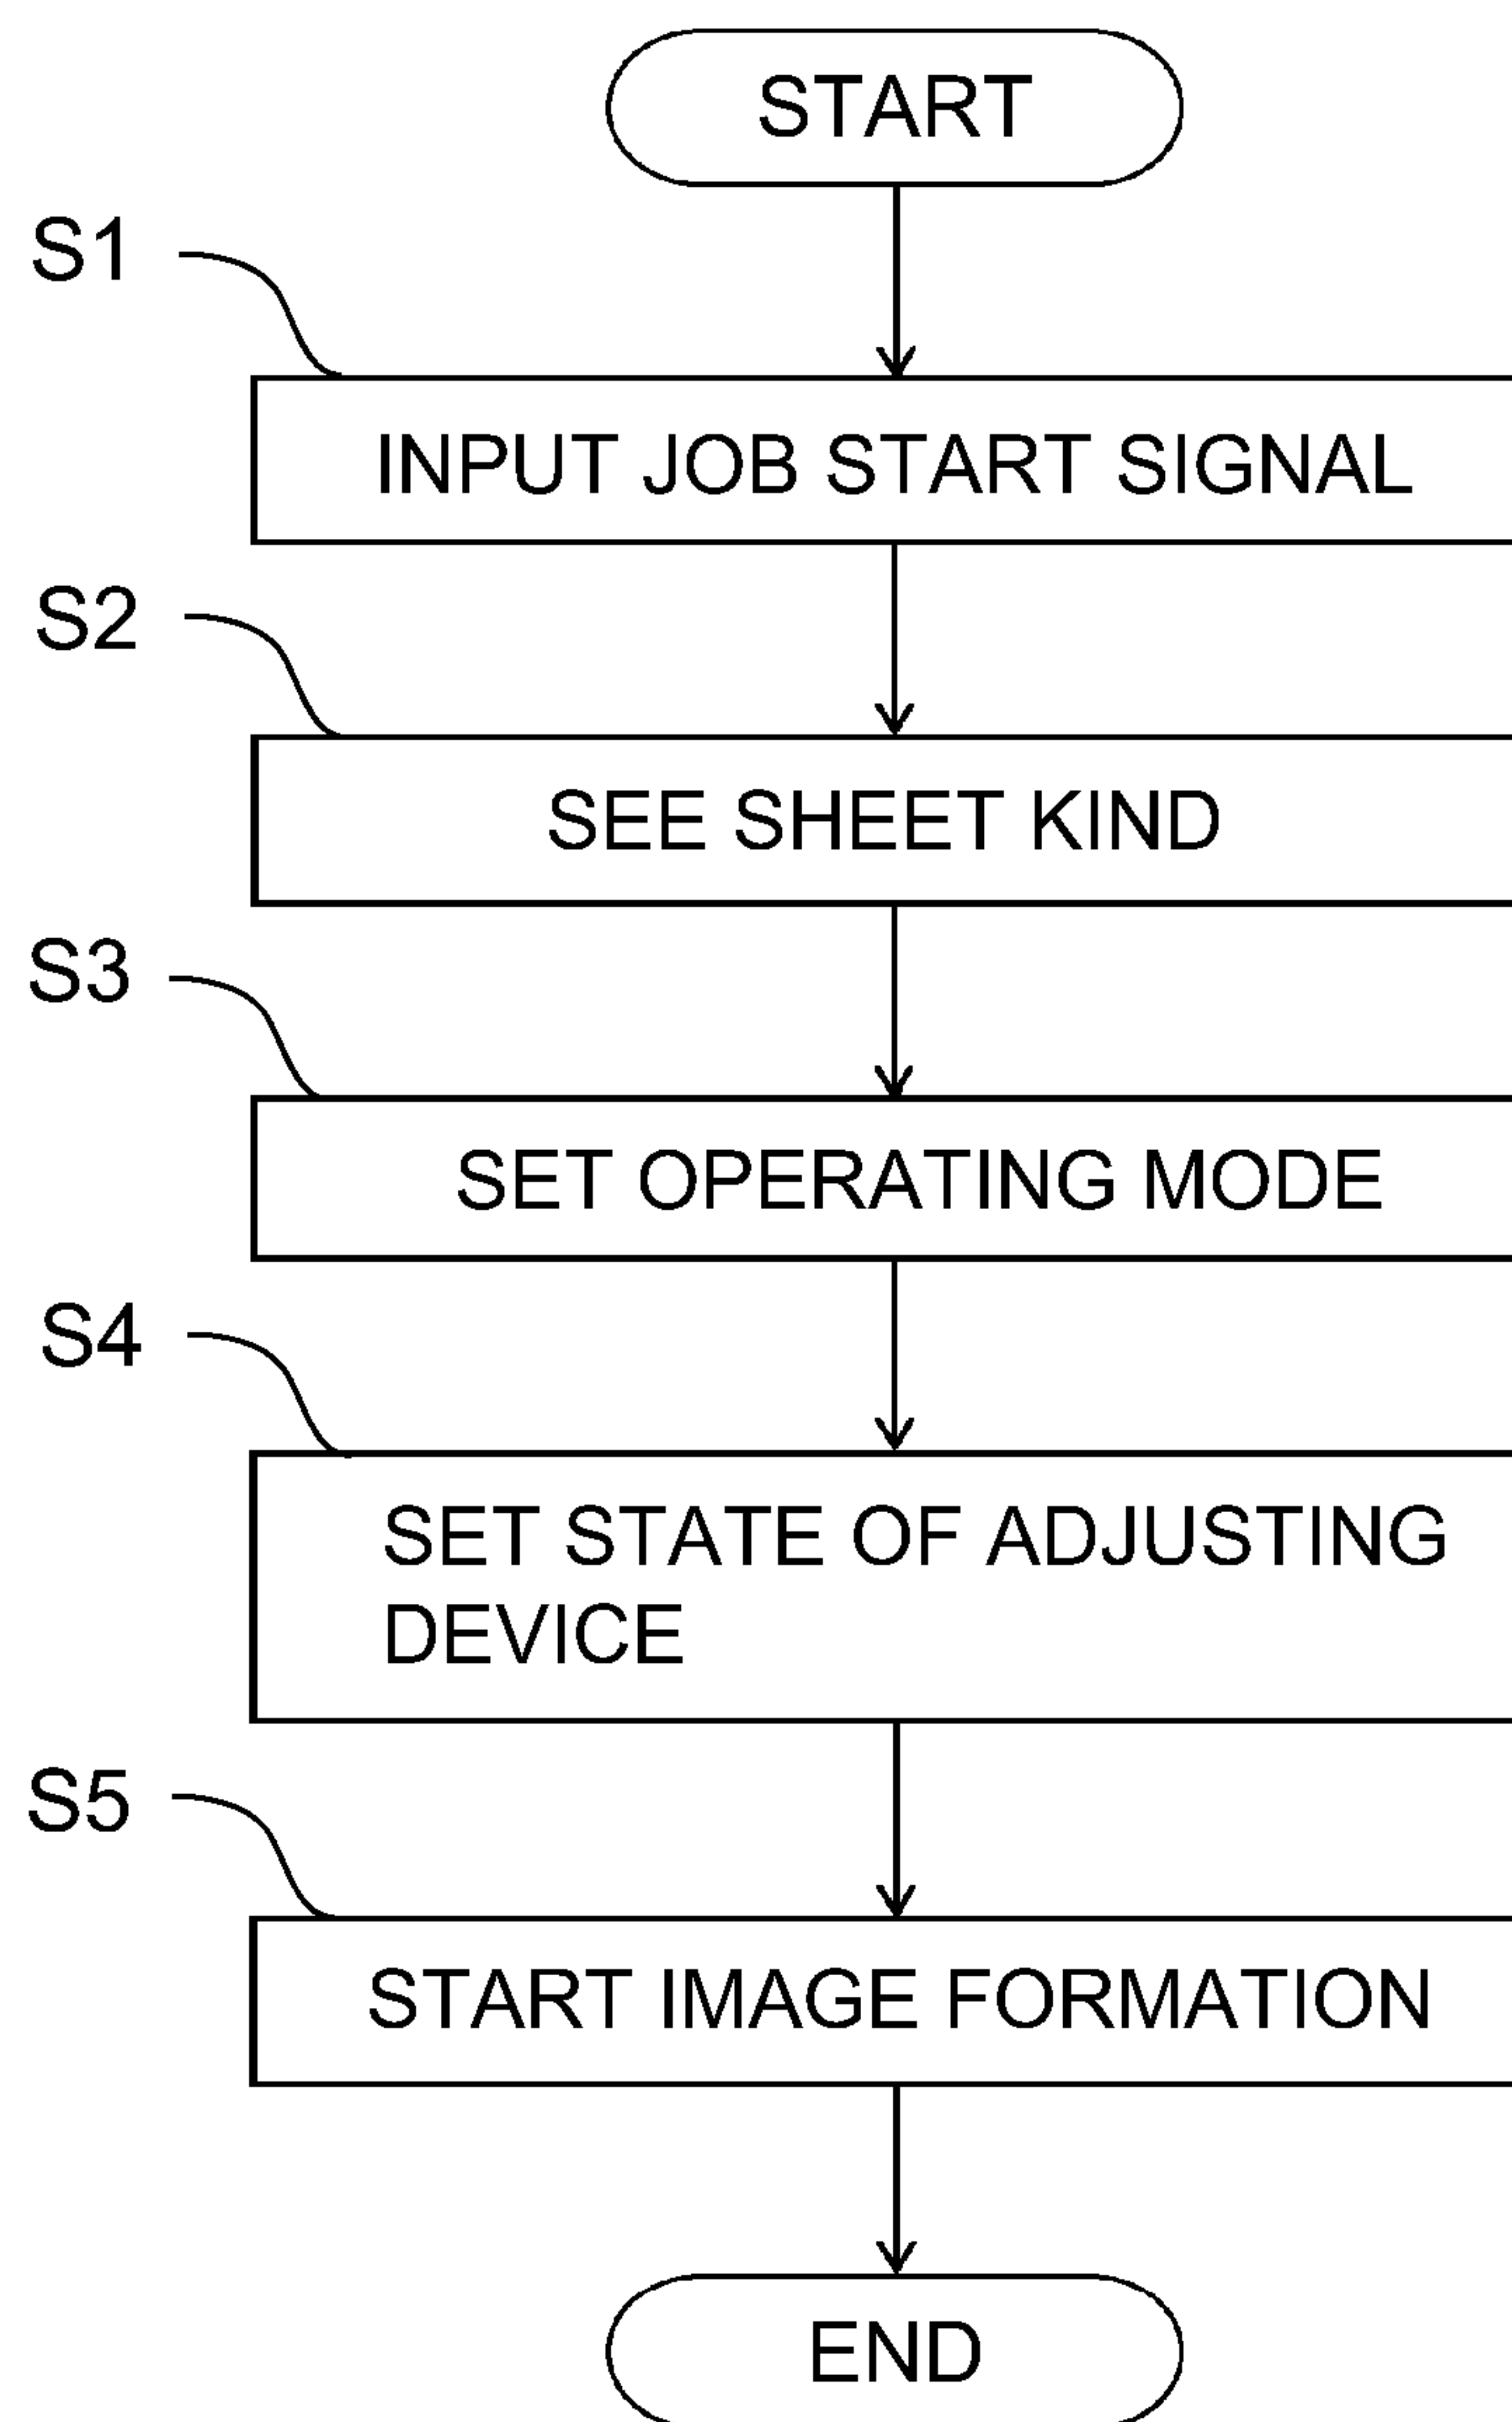 START
S1
INPUT JOB START SIGNAL
S2
SEE SHEET KIND
S3
SET OPERATING MODE
S4
SET STATE OF ADJUSTING
DEVICE
S5
START IMAGE FORMATION
END